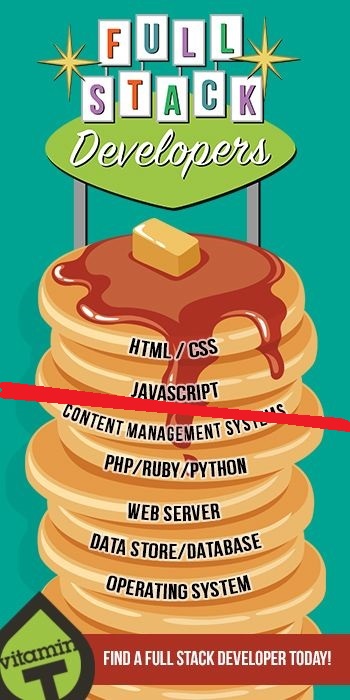 FULL
STACK
Developers
HTML / CSS
JAVASCRIPT
CONTENT MANAGEMENT SYSTEMS
PHP/RUBY/PYTHON
WEB SERVER
DATA STORE/DATABASE
OPERATING SYSTEM
vitamin
T
FIND A FULL STACK DEVELOPER TODAY!